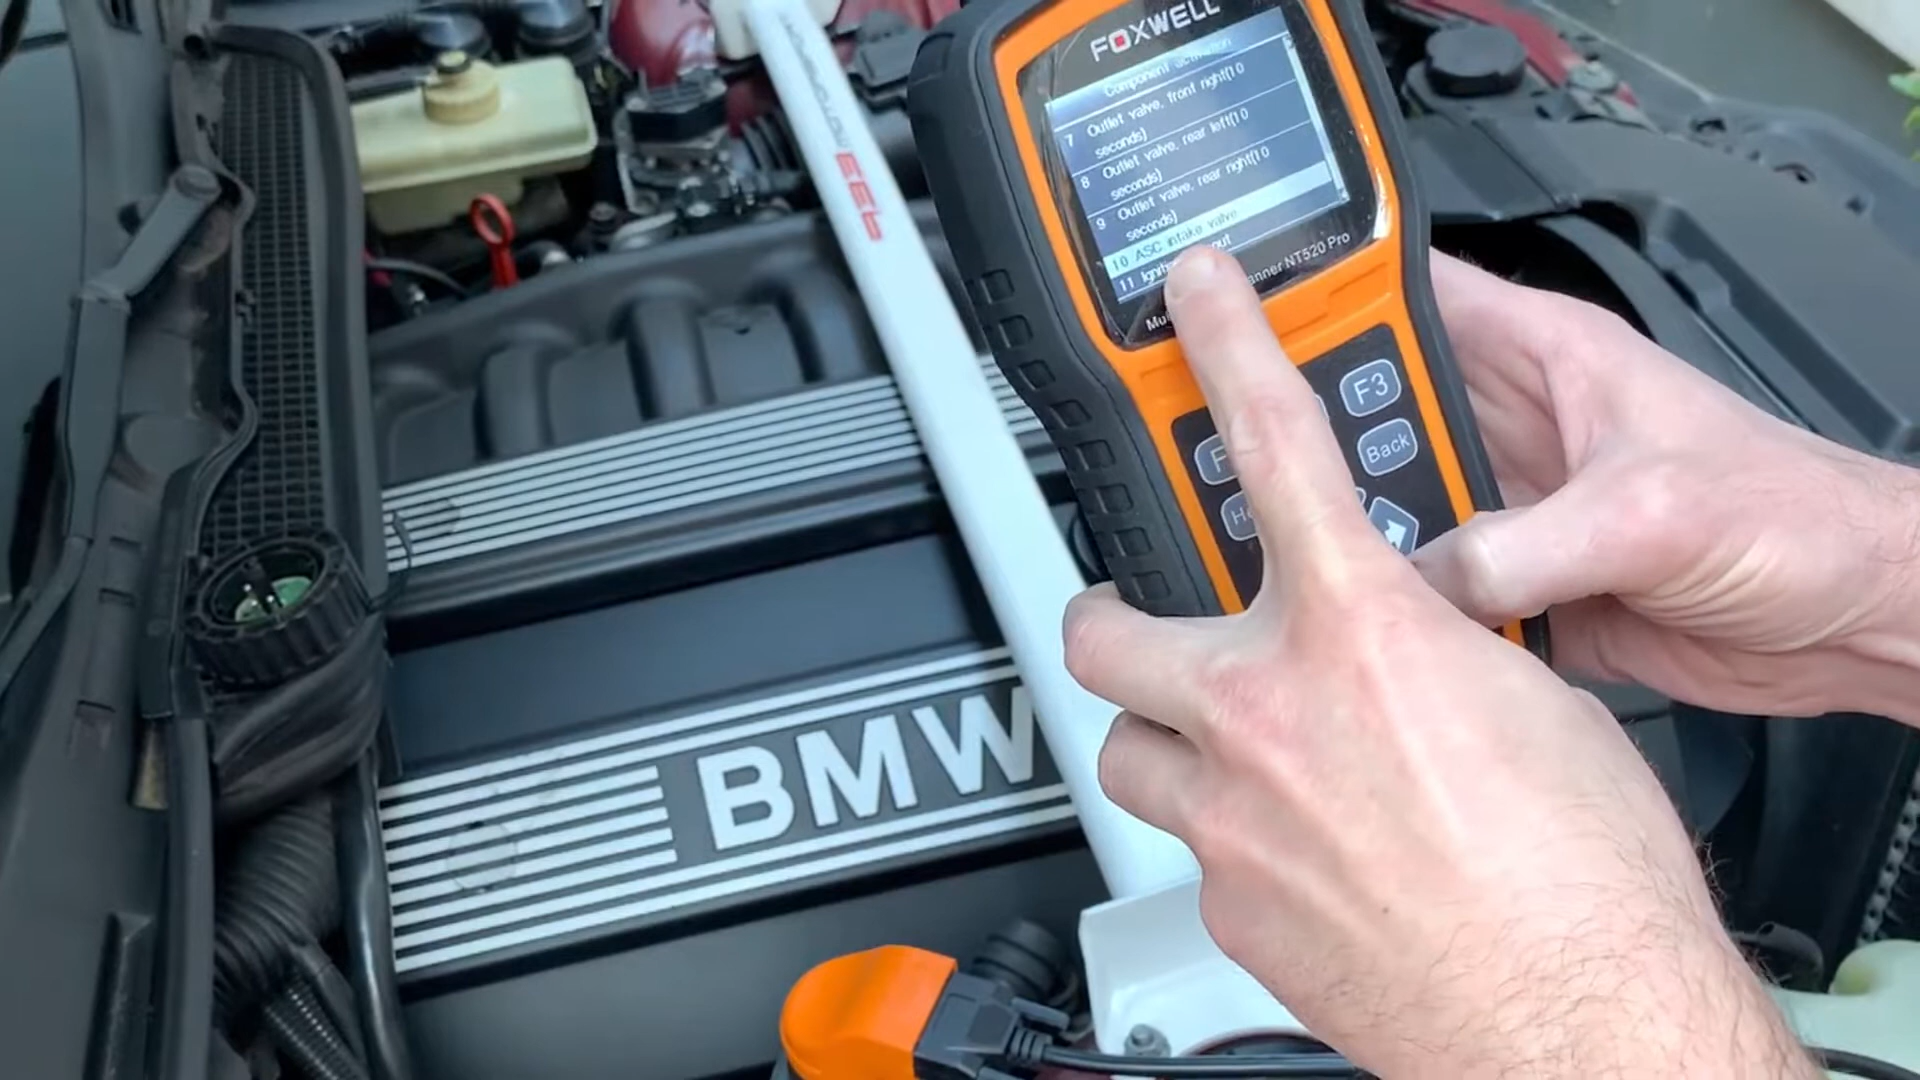 FOXWELL
Component activation
7 Outlet valve, front right(10
seconds)
8 Outlet valve, rear left(10
seconds)
9 Outlet valve, rear right(10
seconds)
10 ASC intake valve
11
NT520 Pro
F3
Back
BMW